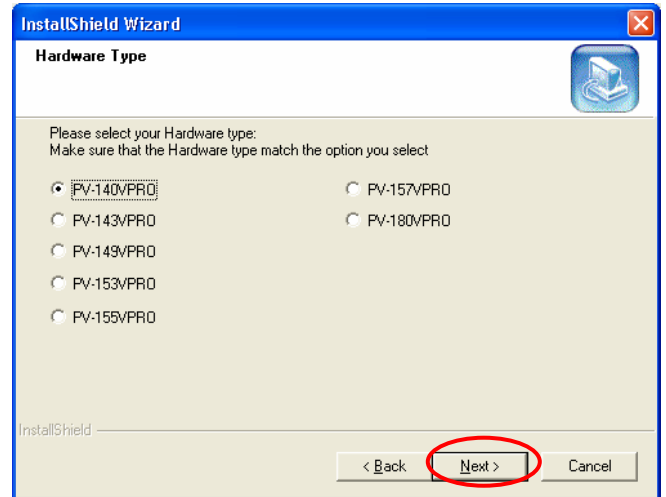 InstallShield Wizard
Hardware Type
Please select your Hardware type:
Make sure that the Hardware type match the option you select
PV-140VPRO
PV-143VPRO
PV-149VPRO
PV-153VPRO
PV-155VPRO
PV-157VPRO
PV-180VPRO
InstallShield
< Back
Next >
Cancel